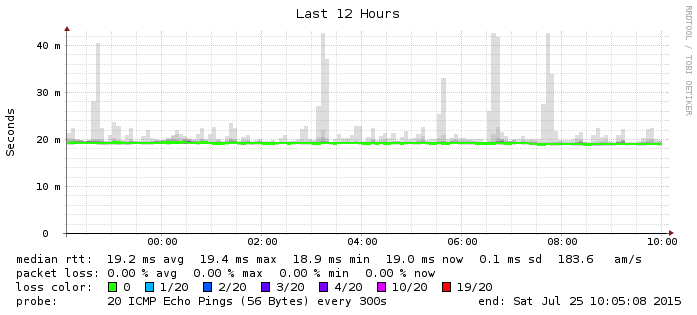 Last 12 Hours
RRDTOOL / TOBI OETIKER
Seconds
40 m
30 m
20 m
10 m
0
00:00 02:00 04:00 06:00 08:00 10:00
median rtt: 19.2 ms avg 19.4 ms max 18.9 ms min 19.0 ms now 0.1 ms sd 183.6 am/s
packet loss: 0.00 % avg 0.00 % max 0.00 % min 0.00 % now
loss color: 0 1/20 2/20 3/20 4/20 10/20 19/20
probe: 20 ICMP Echo Pings (56 Bytes) every 300s end: Sat Jul 25 10:05:08 2015